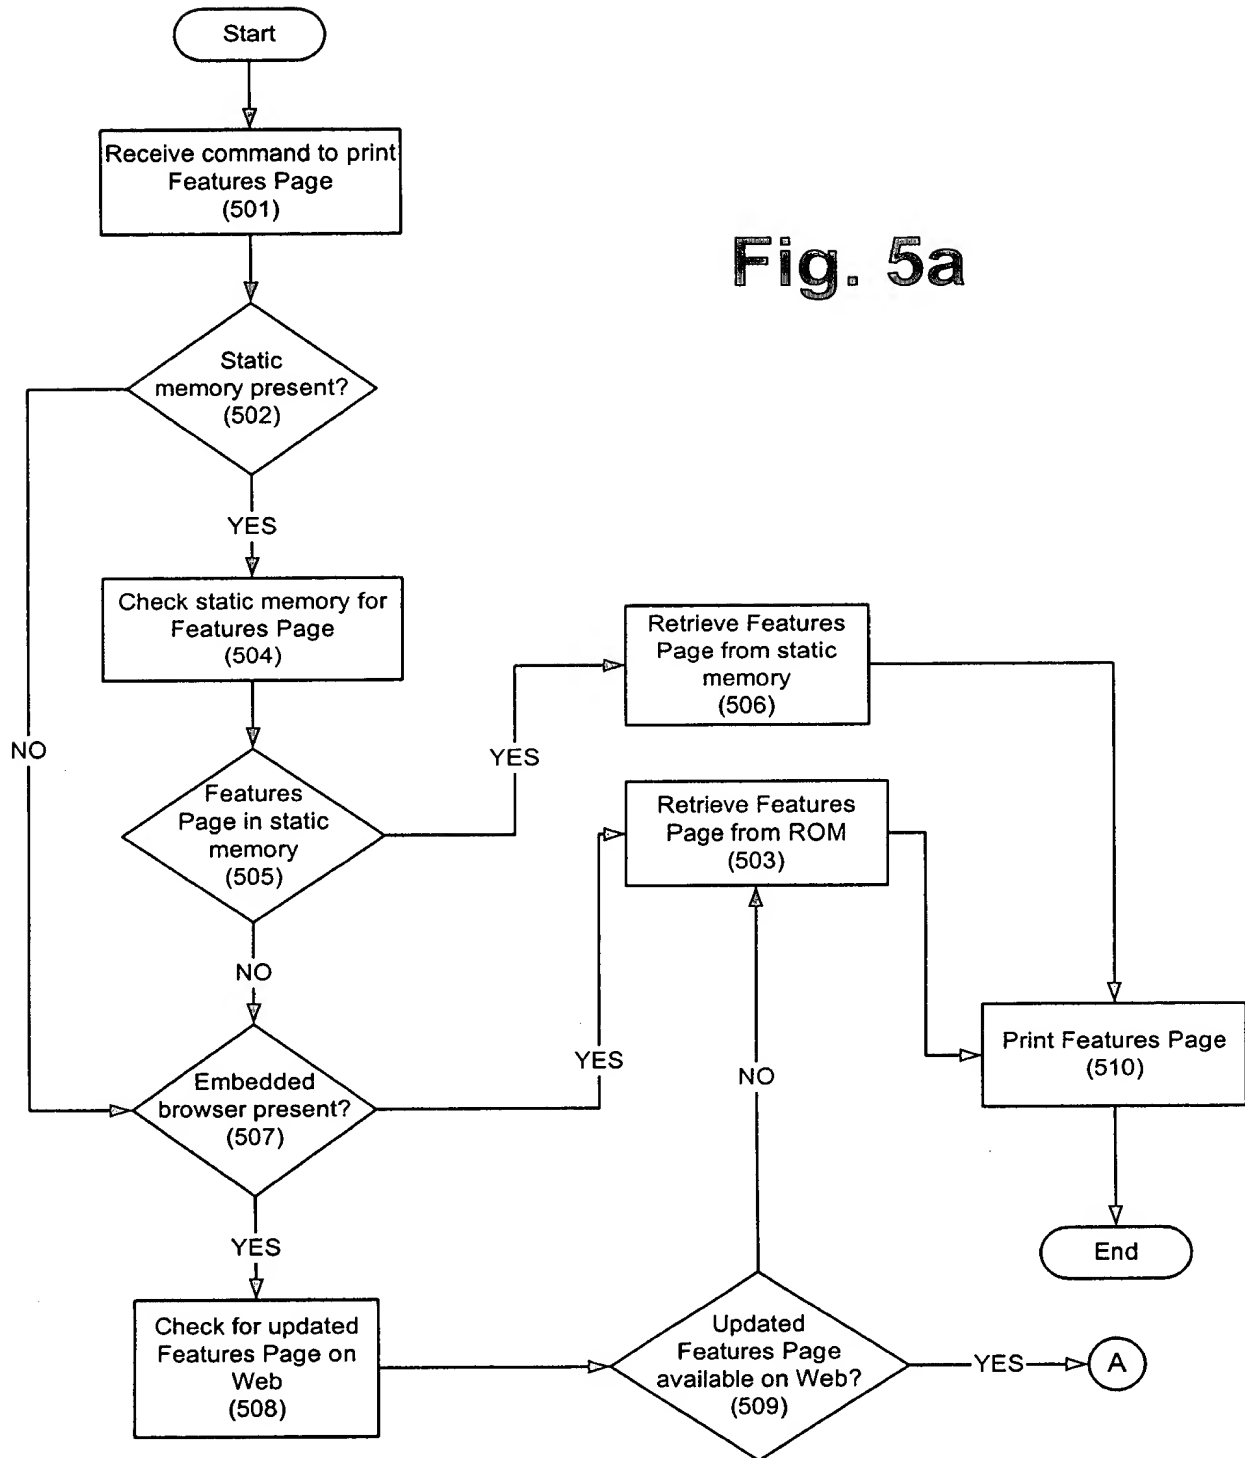 Start
Receive command to print
Features Page
(501)
Fig. 5a
Static
memory present?
(502)
YES
Check static memory for
Features Page
(504)
Retrieve Features
Page from static
memory
(506)
NO
YES
Features
Page in static
memory
(505)
Retrieve Features
Page from ROM
(503)
NO
Embedded
browser present?
(507)
YES
NO
Print Features Page
(510)
YES
End
Check for updated
Features Page on
Web
(508)
Updated
Features Page
available on Web?
(509)
YES
A